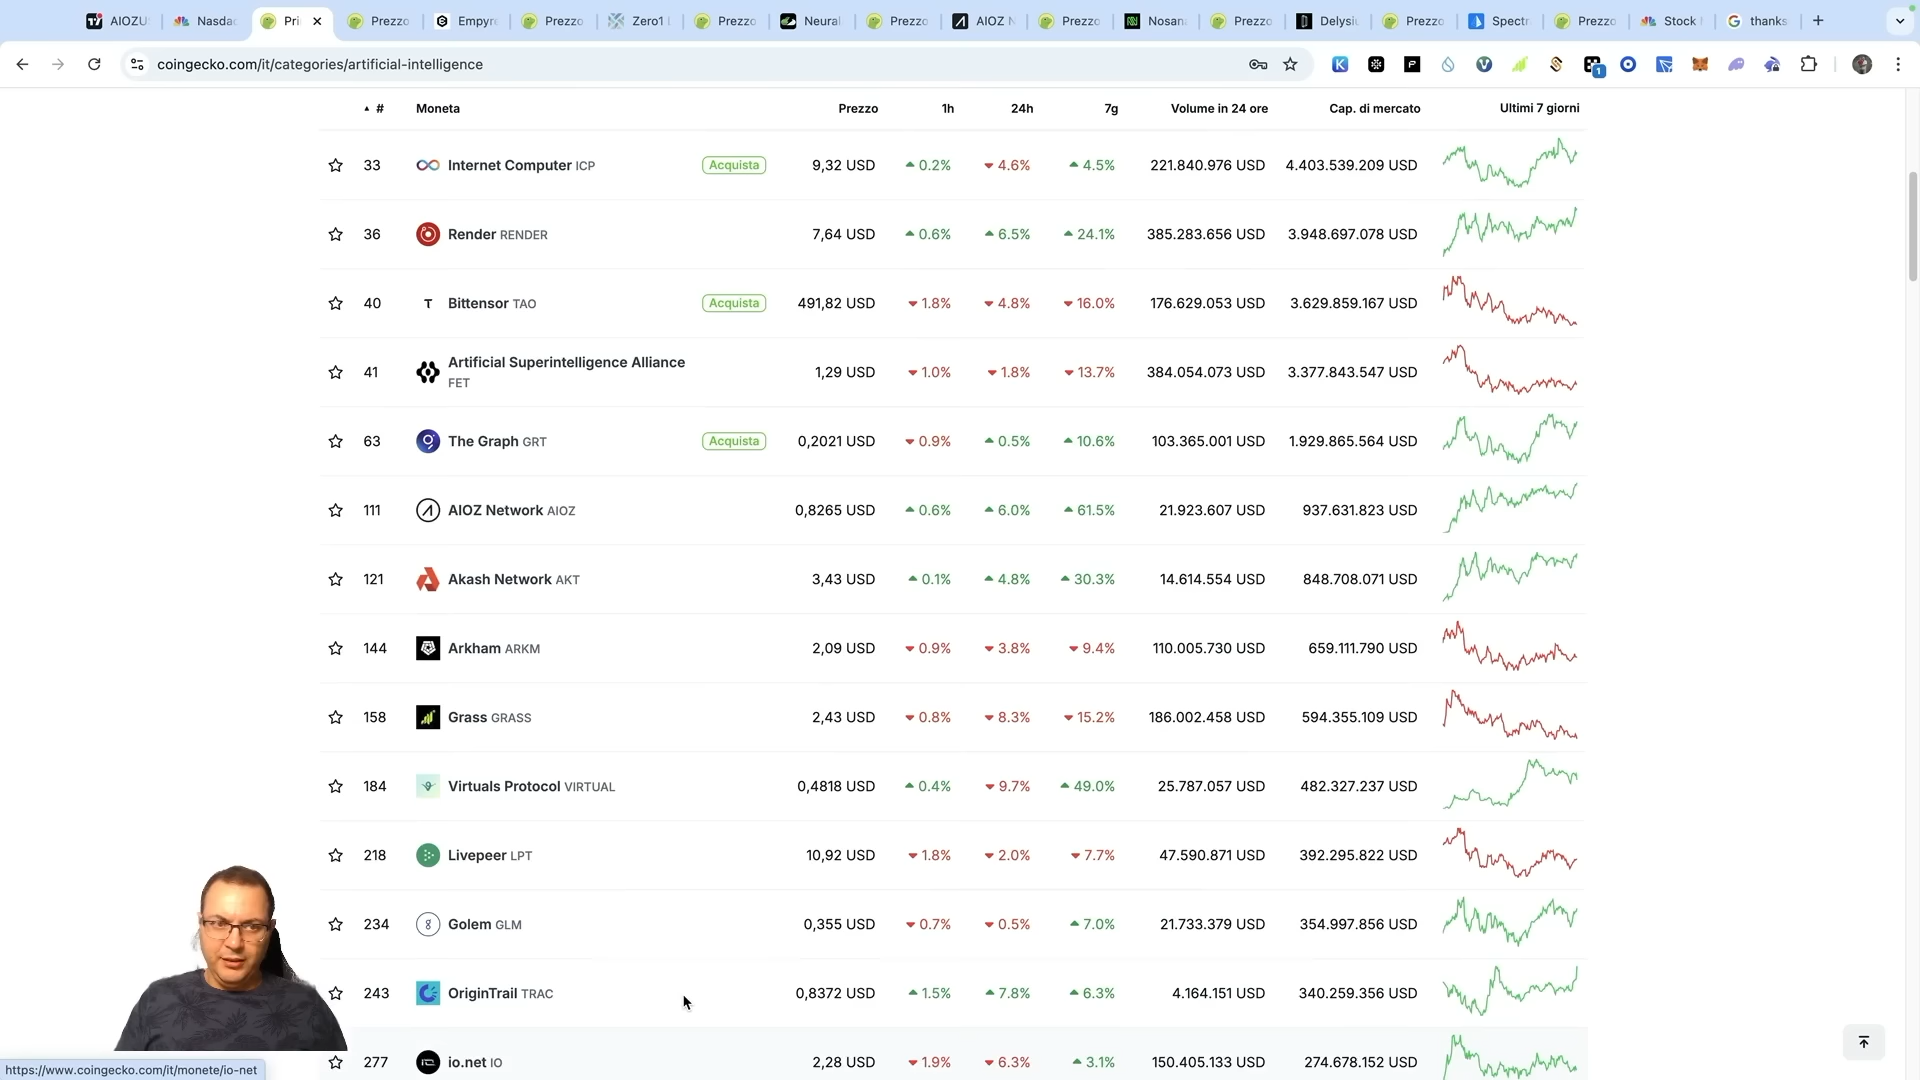 AIOZU
Nasda
Pri
Prezzo
Empyre
Prezzo
Zero1
Prezzo
Neural
Prezzo
AIOZ N
Prezzo
Nosan
Prezzo
Delysiu
Prezzo
Spectr
Prezzo
Stock
thanks
coingecko.com/it/categories/artificial-intelligence
1
# Moneta Prezzo 1h 24h 7g Volume in 24 ore Cap. di mercato Ultimi 7 giorni
33 Internet Computer ICP Acquista 9,32 USD 0.2% 4.6% 4.5% 221.840.976 USD 4.403.539.209 USD
36 Render RENDER 7,64 USD 0.6% 6.5% 24.1% 385.283.656 USD 3.948.697.078 USD
40 T Bittensor TAO Acquista 491,82 USD 1.8% 4.8% 16.0% 176.629.053 USD 3.629.859.167 USD
41 Artificial Superintelligence Alliance
FET 1,29 USD 1.0% 1.8% 13.7% 384.054.073 USD 3.377.843.547 USD
63 The Graph GRT Acquista 0,2021 USD 0.9% 0.5% 10.6% 103.365.001 USD 1.929.865.564 USD
111 AIOZ Network AIOZ 0,8265 USD 0.6% 6.0% 61.5% 21.923.607 USD 937.631.823 USD
121 Akash Network AKT 3,43 USD 0.1% 4.8% 30.3% 14.614.554 USD 848.708.071 USD
144 Arkham ARKM 2,09 USD 0.9% 3.8% 9.4% 110.005.730 USD 659.111.790 USD
158 Grass GRASS 2,43 USD 0.8% 8.3% 15.2% 186.002.458 USD 594.355.109 USD
184 Virtuals Protocol VIRTUAL 0,4818 USD 0.4% 9.7% 49.0% 25.787.057 USD 482.327.237 USD
218 Livepeer LPT 10,92 USD 1.8% 2.0% 7.7% 47.590.871 USD 392.295.822 USD
234 Golem GLM 0,355 USD 0.7% 0.5% 7.0% 21.733.379 USD 354.997.856 USD
243 OriginTrail TRAC 0,8372 USD 1.5% 7.8% 6.3% 4.164.151 USD 340.259.356 USD
277 io.net IO 2,28 USD 1.9% 6.3% 3.1% 150.405.133 USD 274.678.152 USD
https://www.coingecko.com/it/monete/io-net